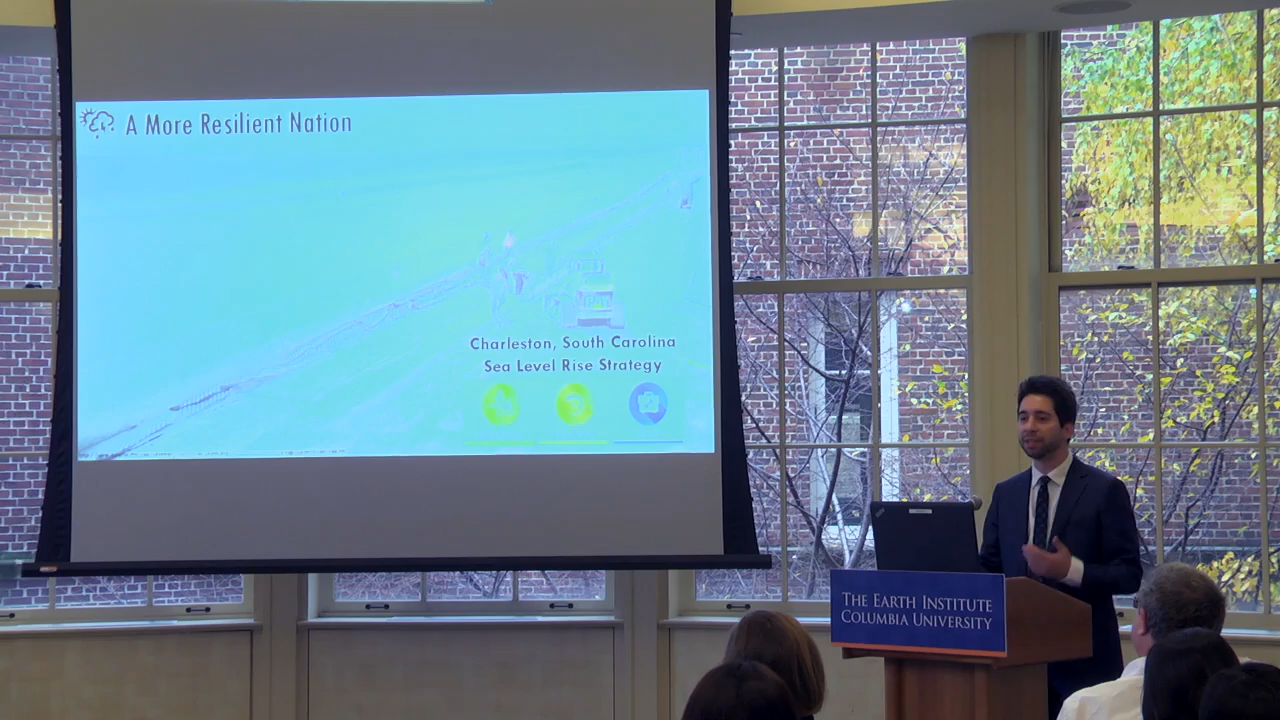 A More Resilient Nation
Charleston, South Carolina
Sea Level Rise Strategy
THE EARTH INSTITUTE
COLUMBIA UNIVERSITY